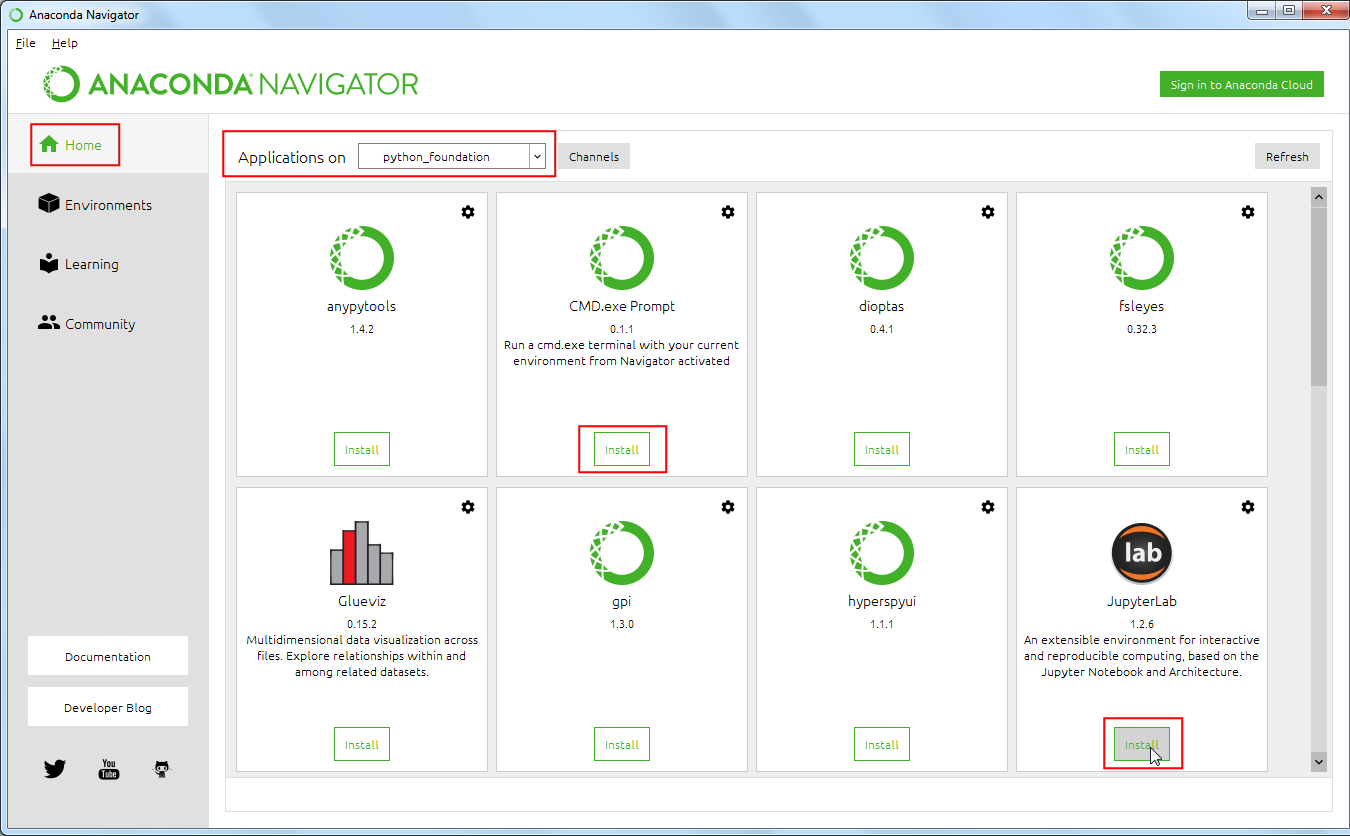 Anaconda Navigator
File Help
ANACONDA NAVIGATOR
Sign in to Anaconda Cloud
Home
Environments
Learning
Community
Documentation
Developer Blog
You
Tube
Applications on python_foundation Channels Refresh
anypytools
1.4.2
Install
CMD.exe Prompt
0.1.1
Run a cmd.exe terminal with your current
environment from Navigator activated
Install
dioptas
0.4.1
Install
fsleyes
0.32.3
Install
Glueviz
0.15.2
Multidimensional data visualization across
files. Explore relationships within and
among related datasets.
Install
gpi
1.3.0
Install
hyperspyui
1.1.1
Install
lab
JupyterLab
1.2.6
An extensible environment for interactive
and reproducible computing, based on the
Jupyter Notebook and Architecture.
Install